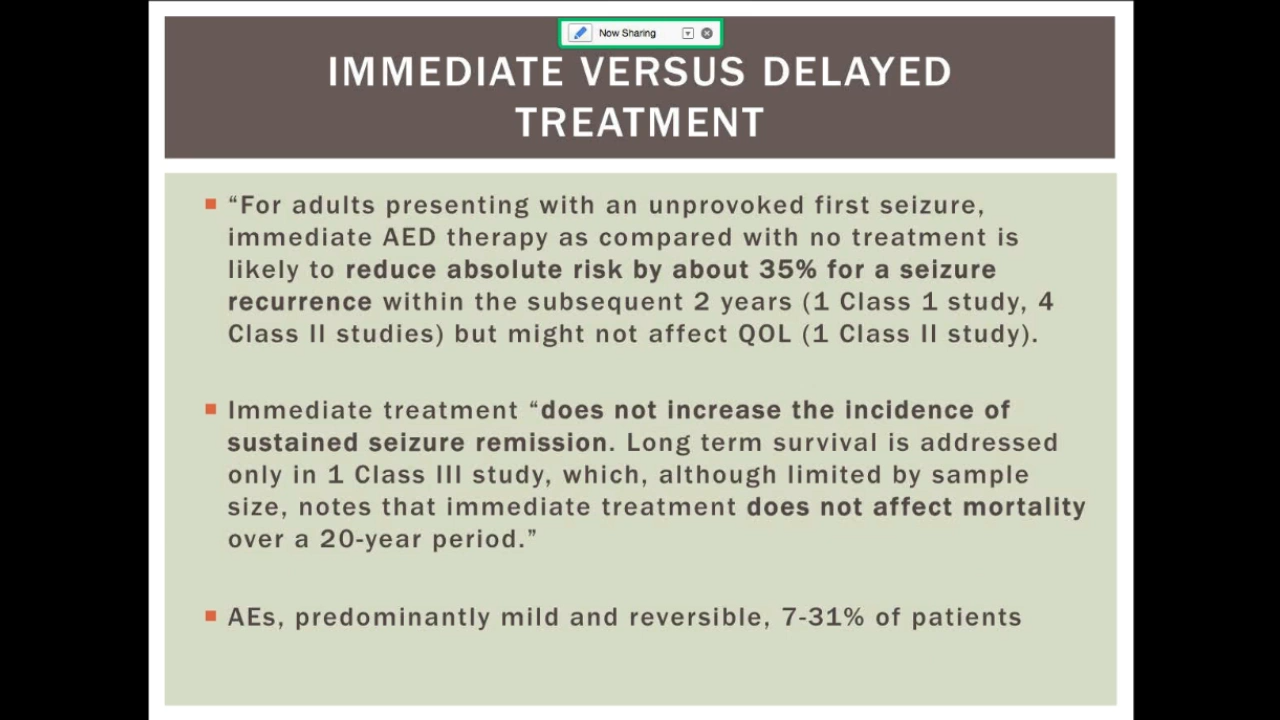 Now Sharing
IMMEDIATE VERSUS DELAYED
TREATMENT
“For adults presenting with an unprovoked first seizure,
immediate AED therapy as compared with no treatment is
likely to reduce absolute risk by about 35% for a seizure
recurrence within the subsequent 2 years (1 Class 1 study, 4
Class II studies) but might not affect QOL (1 Class II study).
Immediate treatment “does not increase the incidence of
sustained seizure remission. Long term survival is addressed
only in 1 Class III study, which, although limited by sample
size, notes that immediate treatment does not affect mortality
over a 20-year period.”
AEs, predominantly mild and reversible, 7-31% of patients